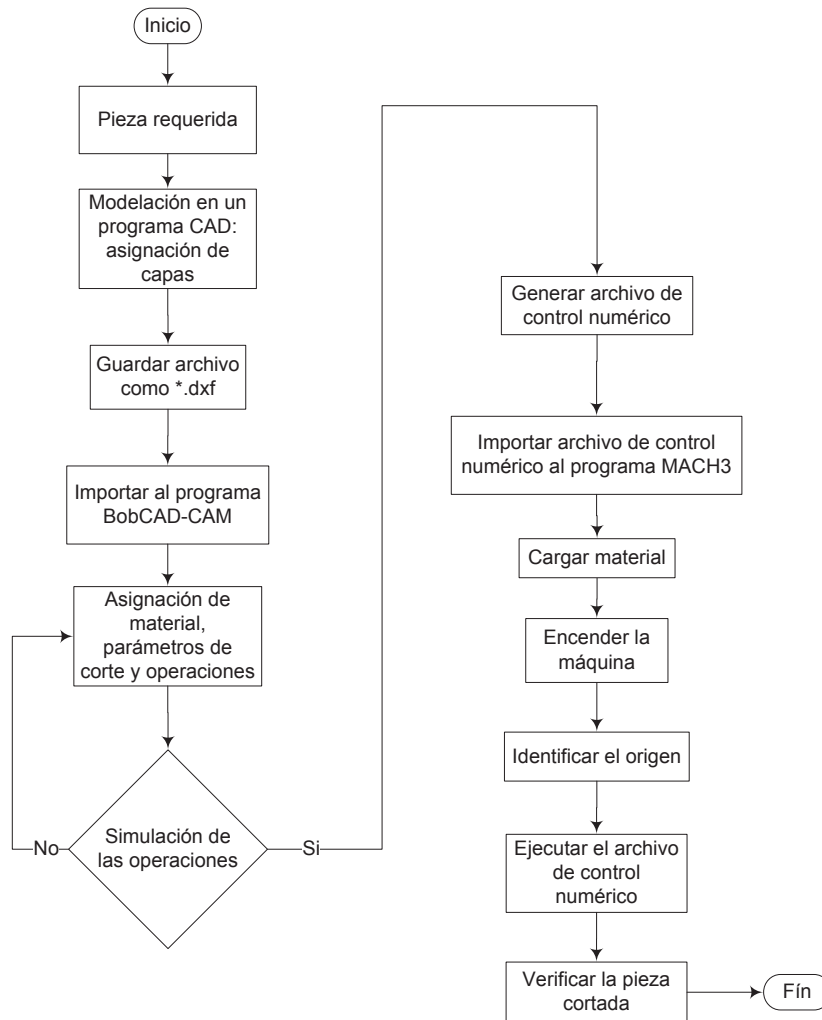 Inicio
Pieza requerida
Modelación en un
programa CAD:
asignación de
capas
Guardar archivo
como *.dxf
Importar al programa
BobCAD-CAM
Asignación de
material,
parámetros de
corte y operaciones
Simulación de
las operaciones
No
Si
Generar archivo de
control numérico
Importar archivo de control
numérico al programa MACH3
Cargar material
Encender la
máquina
Identificar el origen
Ejecutar el archivo
de control
numérico
Verificar la pieza
cortada
Fín